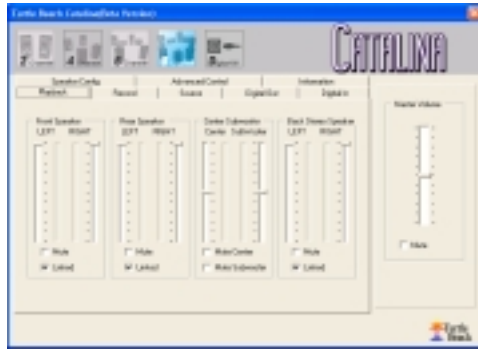 Turtle Beach Catalina(Beta Version)
CATALINA
Speaker Config Advanced Control Information
Playback Record Source Digital Out Digital In
Front Speaker Rear Speaker Center Subwoofer Back Stereo Speaker Master Volume
LEFT RIGHT LEFT RIGHT Center Subwoofer LEFT RIGHT
Mute Mute Mute Center Mute Mute
Linked Linked Mute Subwoofer Linked
Turtle
Beach